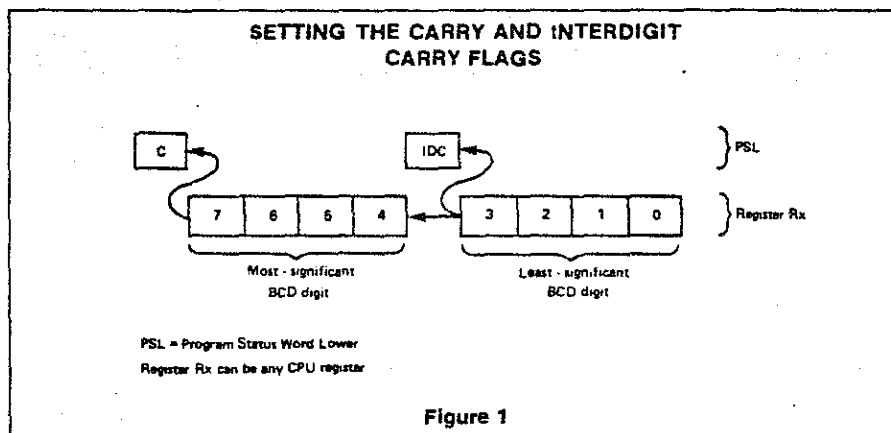 SETTING THE CARRY AND INTERDIGIT
CARRY FLAGS
C
IDC
PSL
7 6 5 4 3 2 1 0
Register Rx
Most - significant
BCD digit
Least - significant
BCD digit
PSL = Program Status Word Lower
Register Rx can be any CPU register
Figure 1